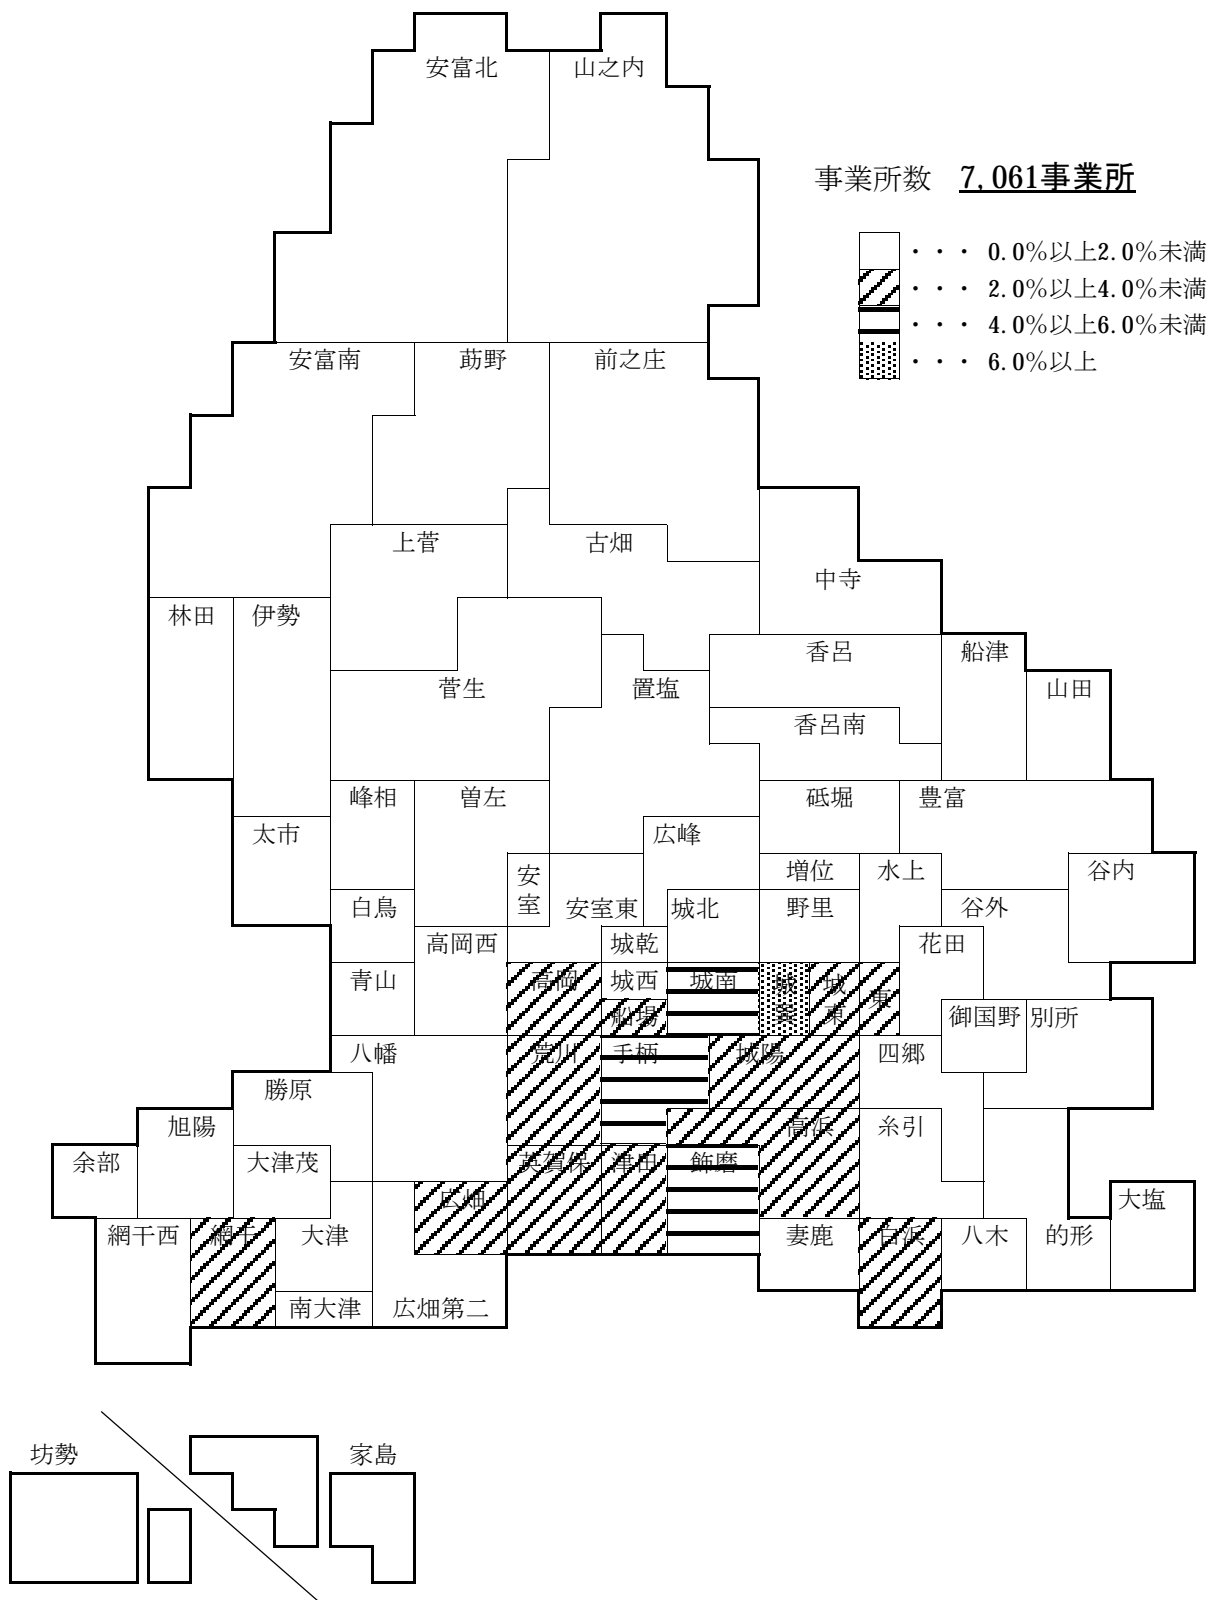 安富北
山之内
事業所数 7,061事業所
・・・ 0.0%以上2.0%未満
・・・ 2.0%以上4.0%未満
・・・ 4.0%以上6.0%未満
・・・ 6.0%以上
安富南
莇野
前之庄
上菅
古畑
中寺
林田
伊勢
香呂
船津
菅生
置塩
山田
香呂南
峰相
曽左
砥堀
豊富
太市
広峰
安室
増位
水上
谷内
白鳥
安室東
城北
野里
谷外
高岡西
城乾
花田
青山
高岡
城西
城南
城東
東
船場
御国野
別所
八幡
荒川
手柄
城陽
四郷
勝原
旭陽
高浜
糸引
余部
大津茂
英賀保
津田
飾磨
広畑
大塩
網干西
網干
大津
妻鹿
白浜
八木
的形
南大津
広畑第二
坊勢
家島